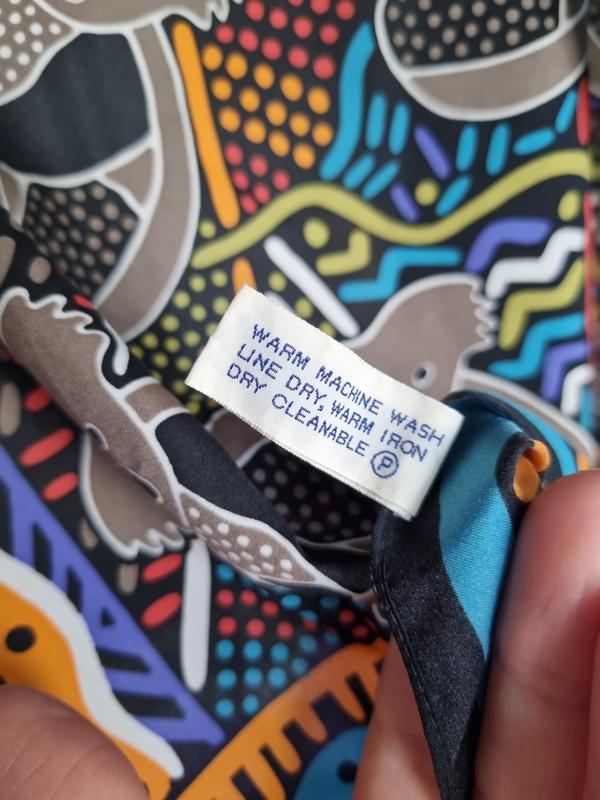 WARM MACHINE WASH
LINE DRY, WARM IRON
DRY CLEANABLE Ⓟ